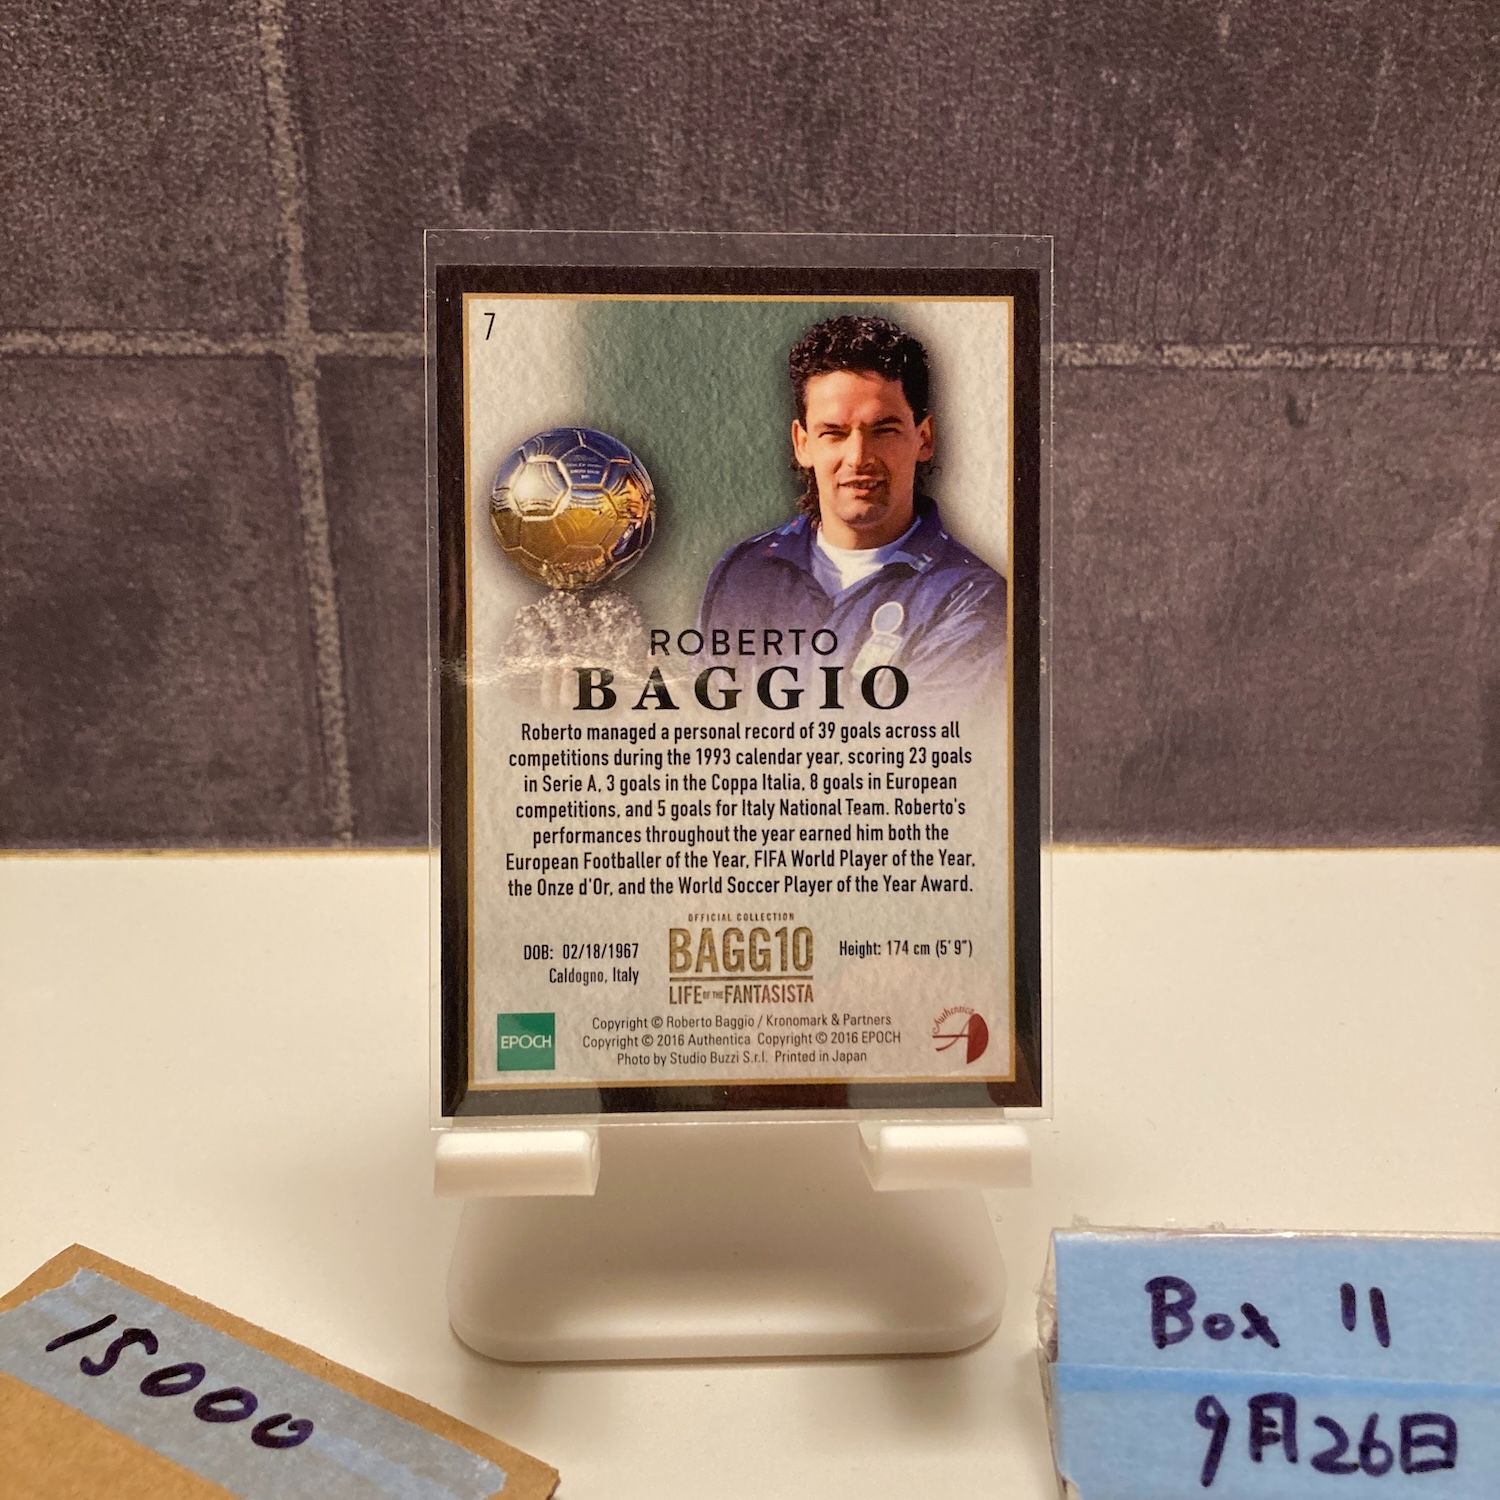 7
ROBERTO
BAGGIO
Roberto managed a personal record of 39 goals across all
competitions during the 1993 calendar year, scoring 23 goals
in Serie A, 3 goals in the Coppa Italia, 8 goals in European
competitions, and 5 goals for Italy National Team. Roberto's
performances throughout the year earned him both the
European Footballer of the Year, FIFA World Player of the Year,
the Onze d'Or, and the World Soccer Player of the Year Award.
DOB: 02/18/1967
Caldogno, Italy
OFFICIAL COLLECTION
BAGG10
LIFE OF THE FANTASISTA
Height: 174 cm (5' 9")
EPOCH
Copyright © Roberto Baggio / Kronomark & Partners
Copyright © 2016 Authentica Copyright © 2016 EPOCH
Photo by Studio Buzzi S.r.l. Printed in Japan
Authentica
15000
Box 11
9月26日